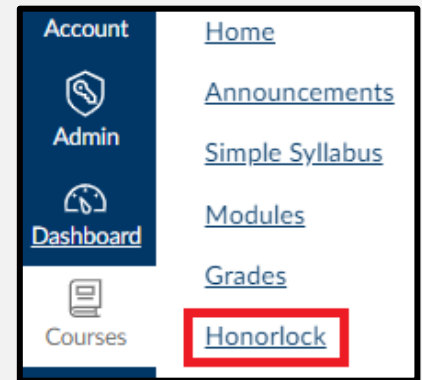 Account
Admin
Dashboard
Courses
Home
Announcements
Simple Syllabus
Modules
Grades
Honorlock